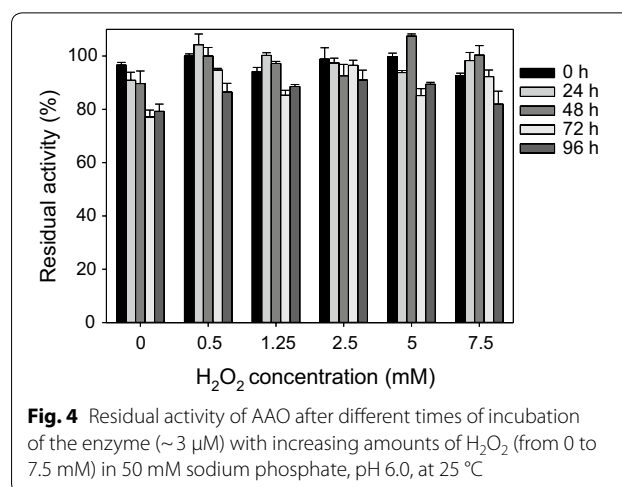 100
80
60
40
20
0
Residual activity (%)
0 h
24 h
48 h
72 h
96 h
0 0.5 1.25 2.5 5 7.5
H₂O₂ concentration (mM)
Fig. 4 Residual activity of AAO after different times of incubation
of the enzyme (~ 3 μM) with increasing amounts of H₂O₂ (from 0 to
7.5 mM) in 50 mM sodium phosphate, pH 6.0, at 25 °C